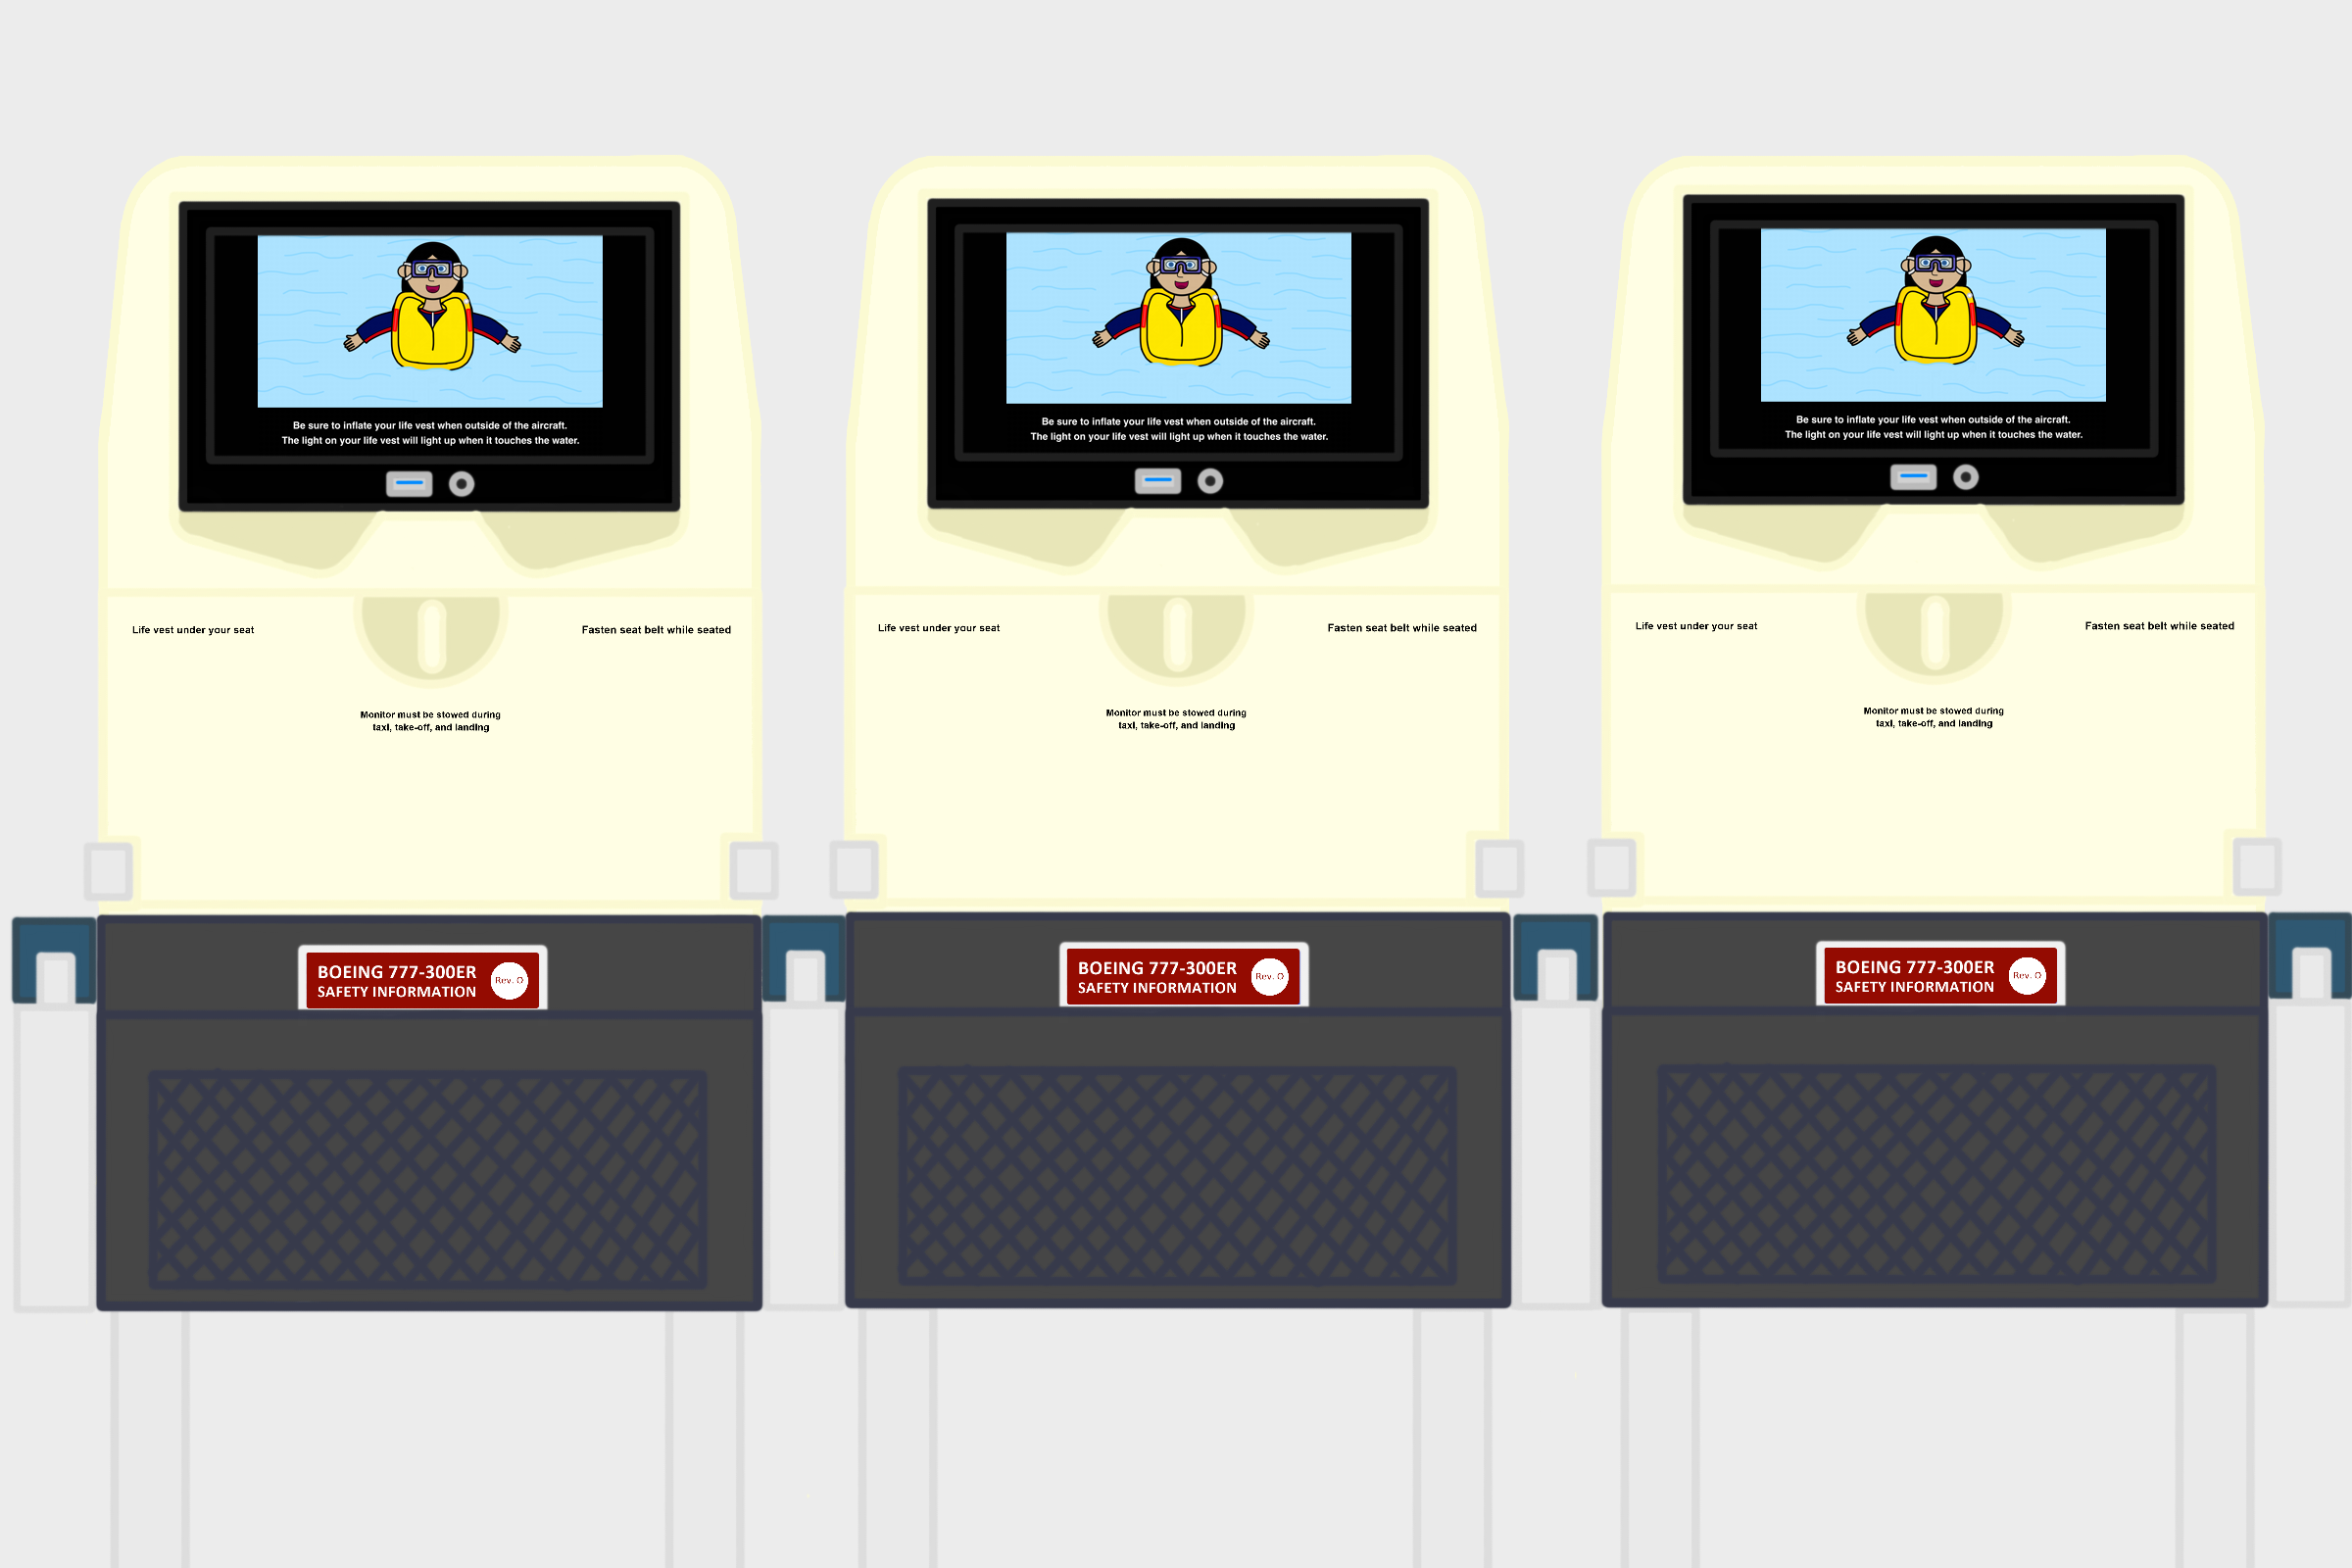 Be sure to inflate your life vest when outside of the aircraft.
The light on your life vest will light up when it touches the water.
Life vest under your seat
Fasten seat belt while seated
Monitor must be stowed during
taxi, take-off, and landing
BOEING 777-300ER
SAFETY INFORMATION
Rev. O
Be sure to inflate your life vest when outside of the aircraft.
The light on your life vest will light up when it touches the water.
Life vest under your seat
Fasten seat belt while seated
Monitor must be stowed during
taxi, take-off, and landing
BOEING 777-300ER
SAFETY INFORMATION
Rev. O
Be sure to inflate your life vest when outside of the aircraft.
The light on your life vest will light up when it touches the water.
Life vest under your seat
Fasten seat belt while seated
Monitor must be stowed during
taxi, take-off, and landing
BOEING 777-300ER
SAFETY INFORMATION
Rev. O